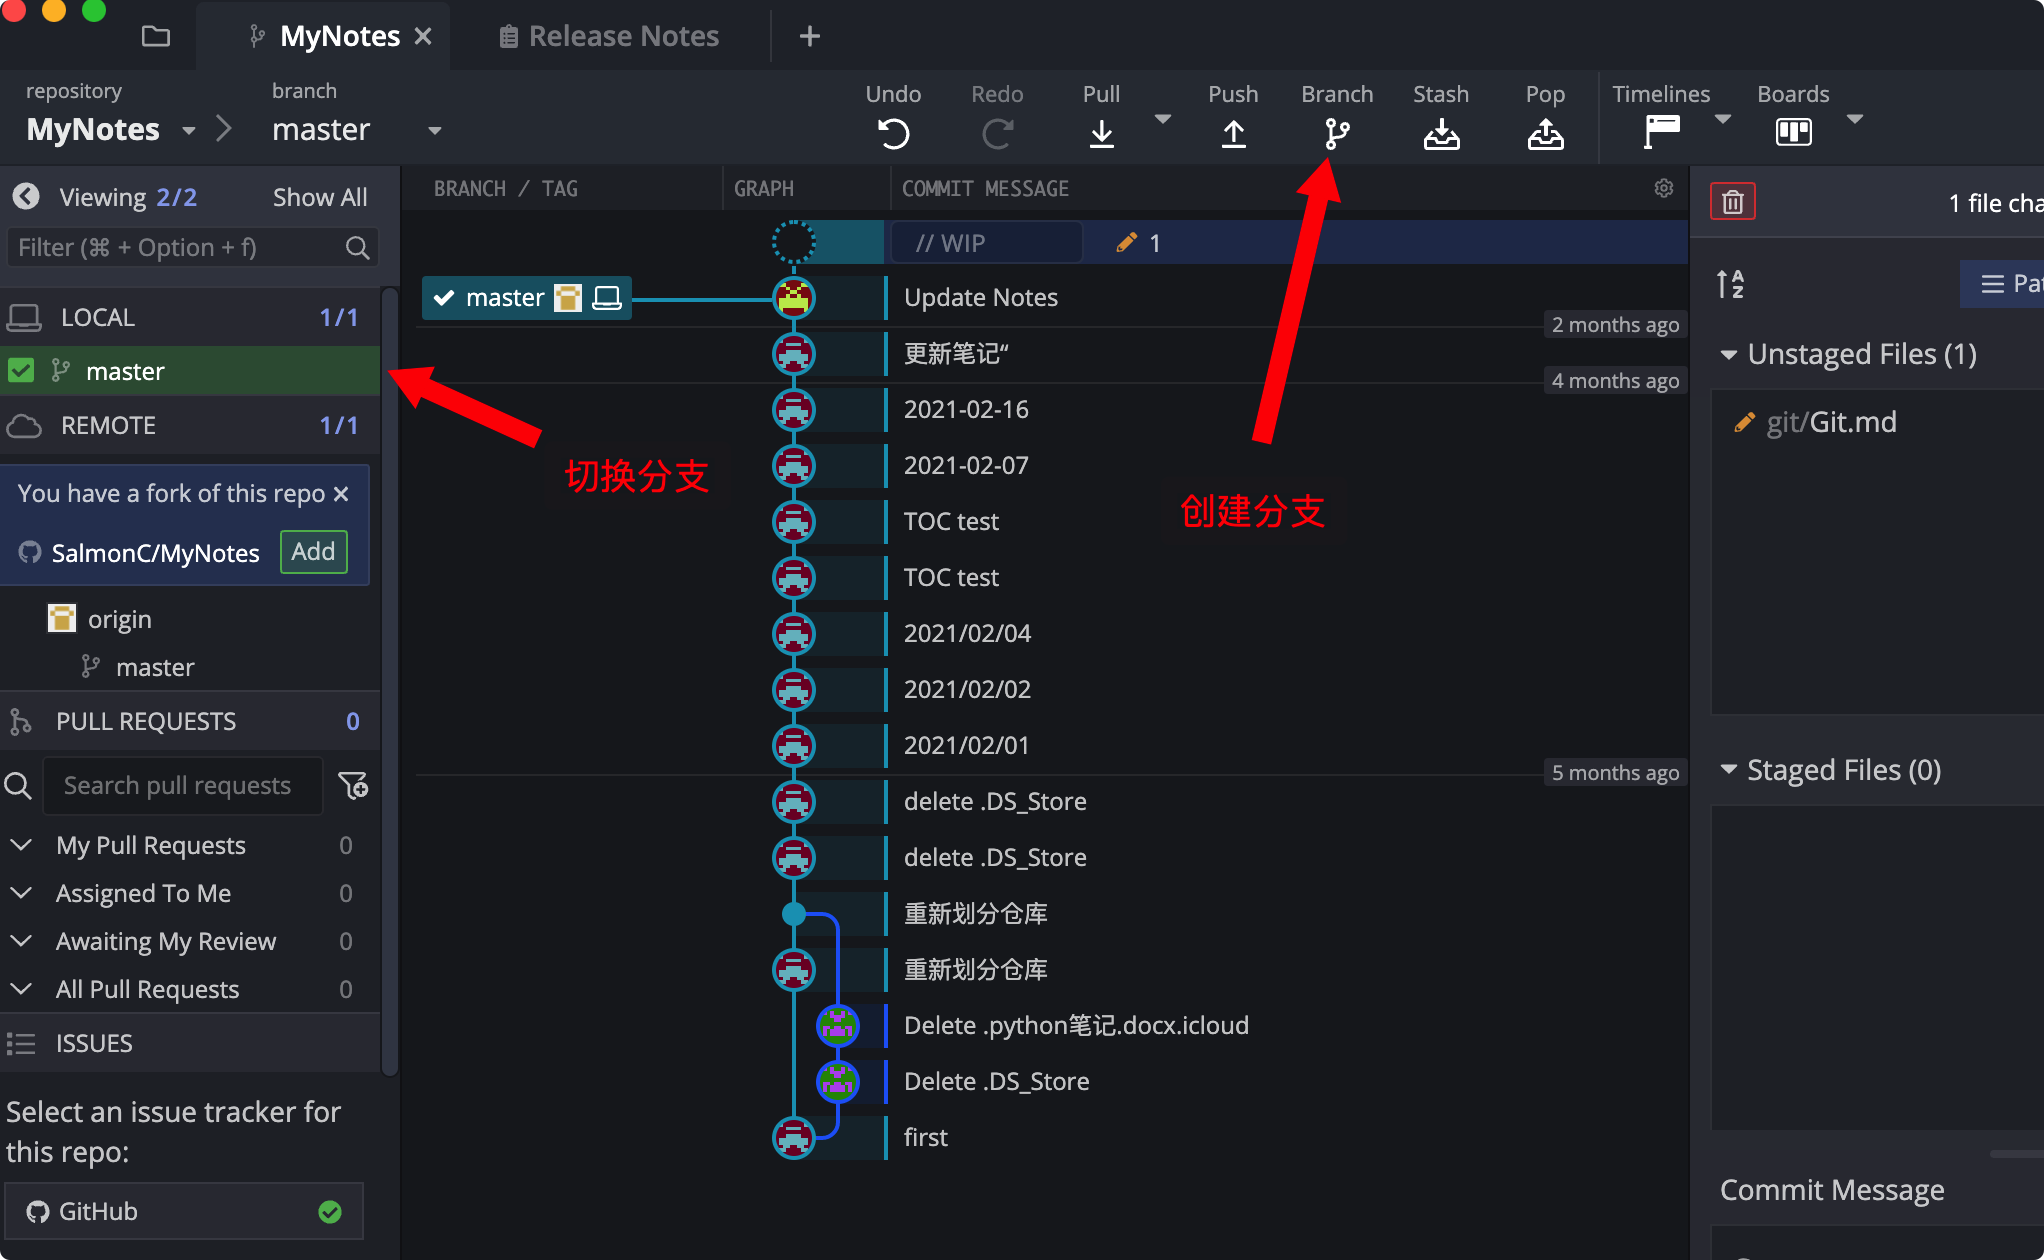 MyNotes
Release Notes
repository
MyNotes
branch
master
Undo
Redo
Pull
Push
Branch
Stash
Pop
Timelines
Boards
Viewing 2/2
Show All
Filter (⌘ + Option + f)
LOCAL 1/1
master
REMOTE 1/1
You have a fork of this repo
SalmonC/MyNotes
Add
origin
master
PULL REQUESTS 0
Search pull requests
My Pull Requests 0
Assigned To Me 0
Awaiting My Review 0
All Pull Requests 0
ISSUES
Select an issue tracker for
this repo:
GitHub
BRANCH / TAG
GRAPH
COMMIT MESSAGE
// WIP
1
master
Update Notes
2 months ago
更新笔记“
4 months ago
2021-02-16
2021-02-07
TOC test
TOC test
2021/02/04
2021/02/02
2021/02/01
5 months ago
delete .DS_Store
delete .DS_Store
重新划分仓库
重新划分仓库
Delete .python笔记.docx.icloud
Delete .DS_Store
first
切换分支
创建分支
1 file cha
Pat
Unstaged Files (1)
git/Git.md
Staged Files (0)
Commit Message